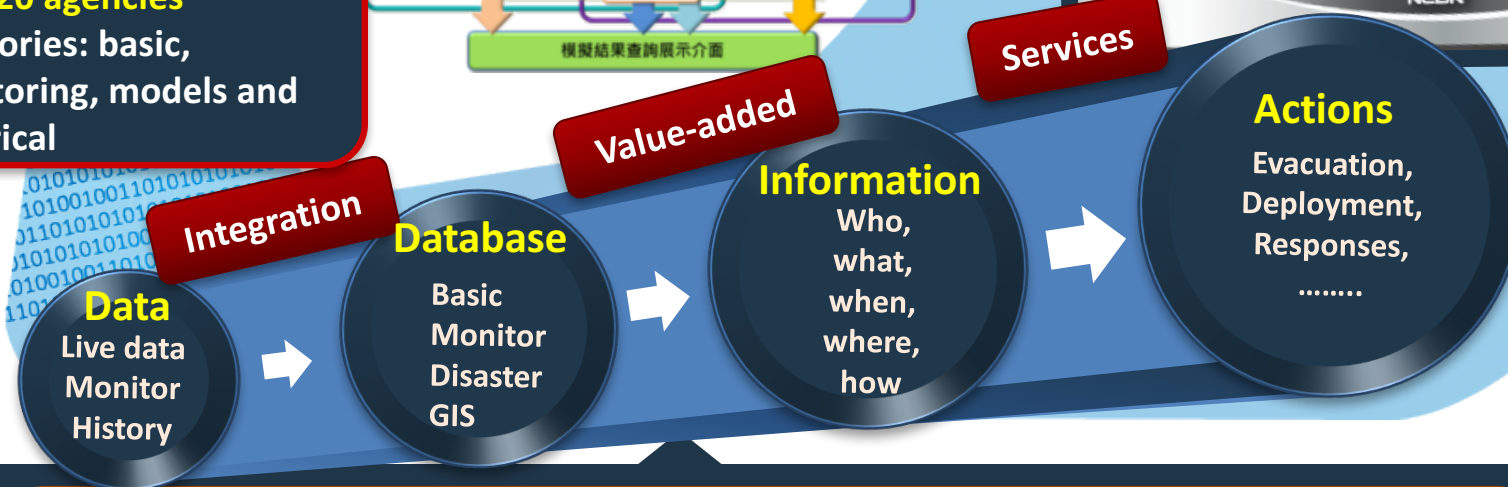 20 agencies
ories: basic,
toring, models and
rical
模擬結果查詢展示介面
Integration
Value-added
Services
Data
Live data
Monitor
History
Database
Basic
Monitor
Disaster
GIS
Information
Who,
what,
when,
where,
how
Actions
Evacuation,
Deployment,
Responses,
........